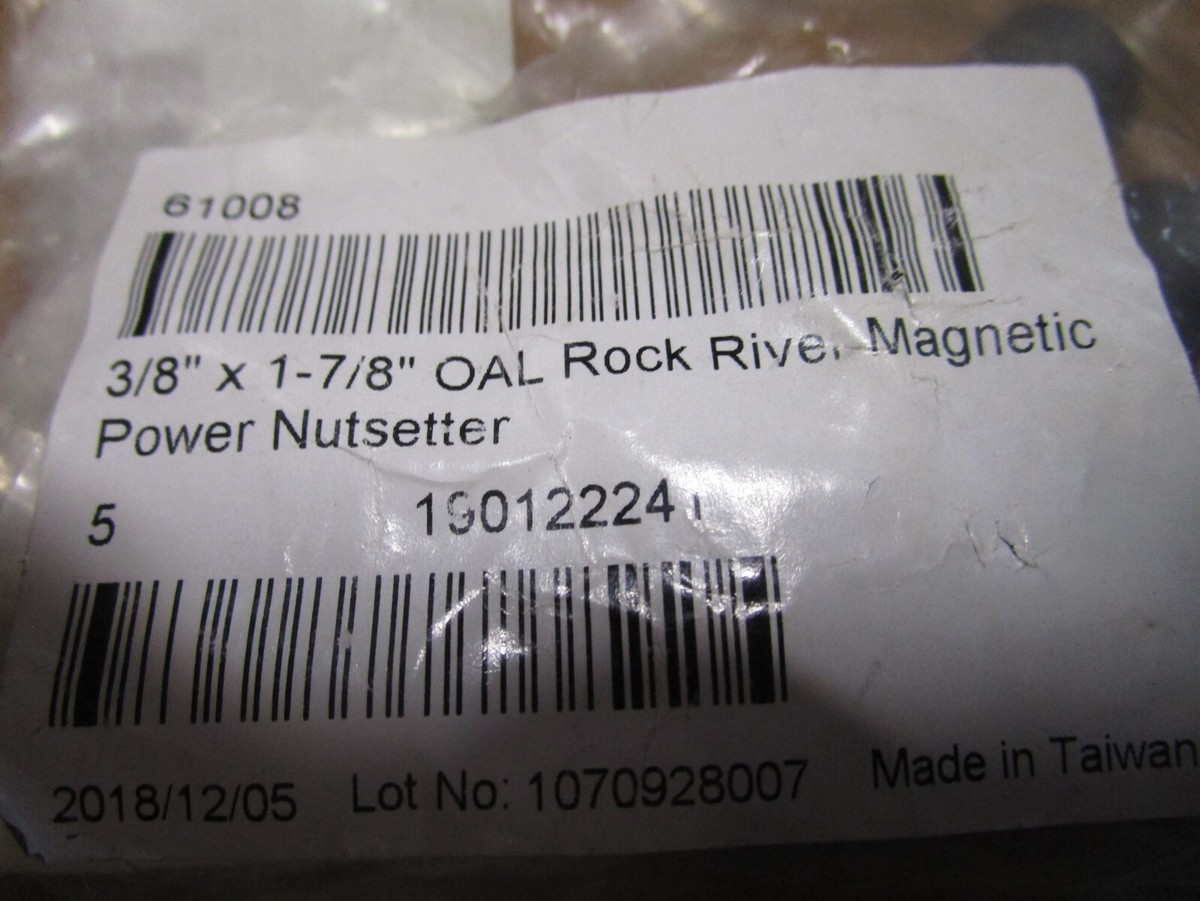 61008
3/8" x 1-7/8" OAL Rock River Magnetic
Power Nutsetter
5
2018/12/05 Lot No: 1070928007 Made in Taiwan